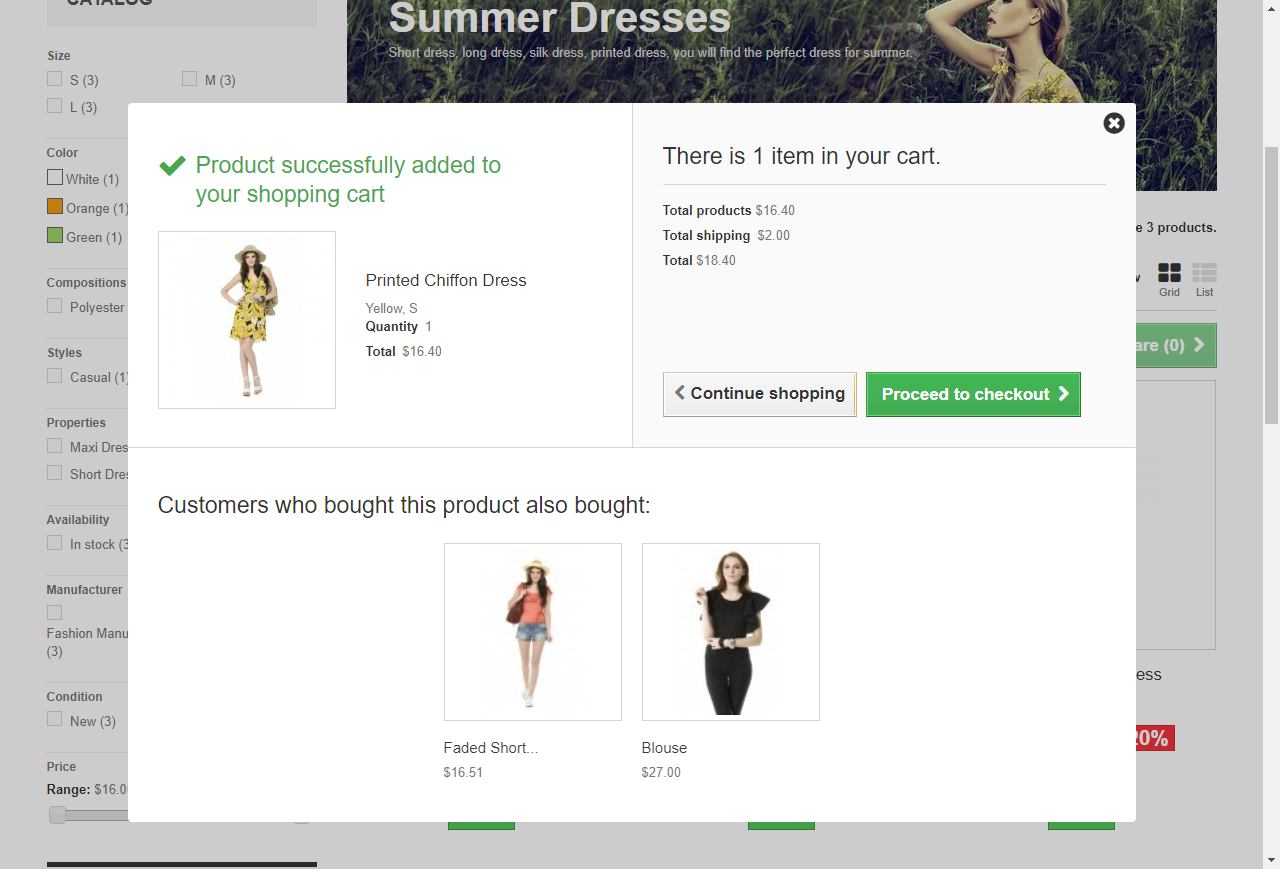 CATALOG
Size
S (3)
M (3)
L (3)
Color
White (1)
Orange (1)
Green (1)
Compositions
Polyester
Styles
Casual (1)
Properties
Maxi Dres
Short Dres
Availability
In stock (3
Manufacturer
Fashion Manu
(3)
Condition
New (3)
Price
Range: $16.0
Summer Dresses
Short dress, long dress, silk dress, printed dress, you will find the perfect dress for summer.
Product successfully added to
your shopping cart
Printed Chiffon Dress
Yellow, S
Quantity 1
Total $16.40
There is 1 item in your cart.
Total products $16.40
Total shipping $2.00
Total $18.40
Continue shopping
Proceed to checkout
Customers who bought this product also bought:
Faded Short...
$16.51
Blouse
$27.00
e 3 products.
Grid
List
are (0)
ess
20%